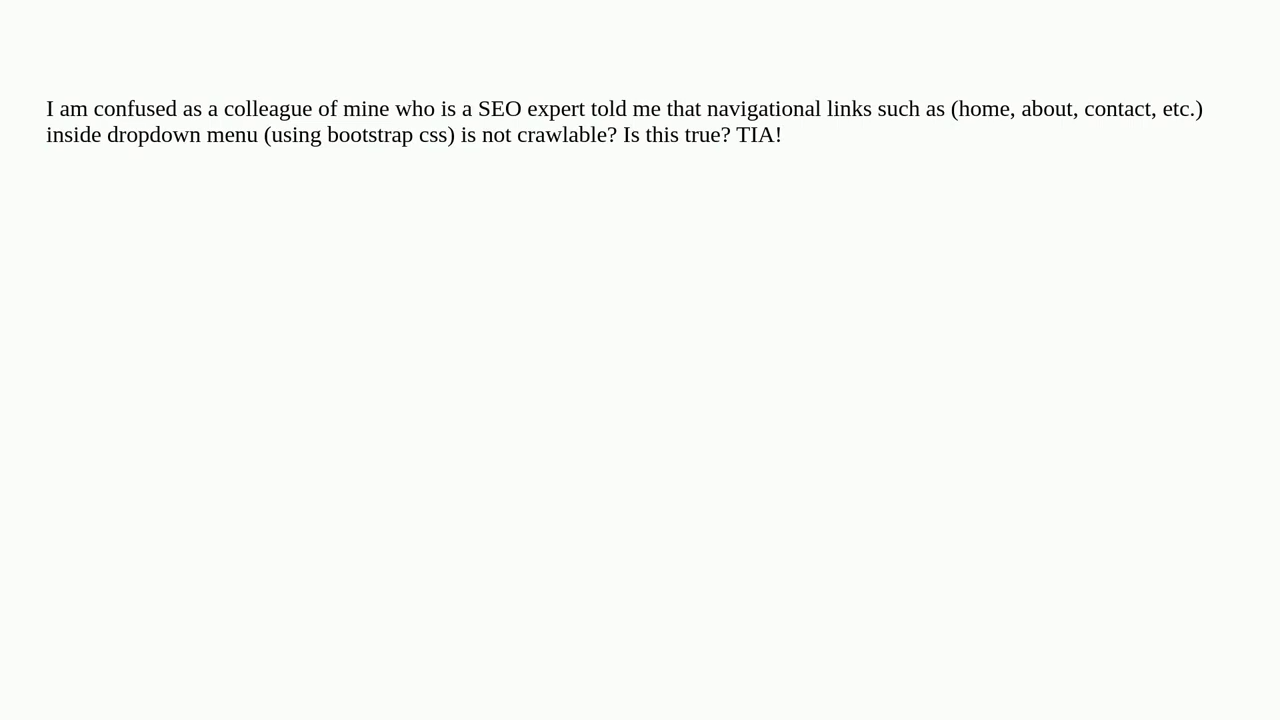 I am confused as a colleague of mine who is a SEO expert told me that navigational links such as (home, about, contact, etc.)
inside dropdown menu (using bootstrap css) is not crawlable? Is this true? TIA!